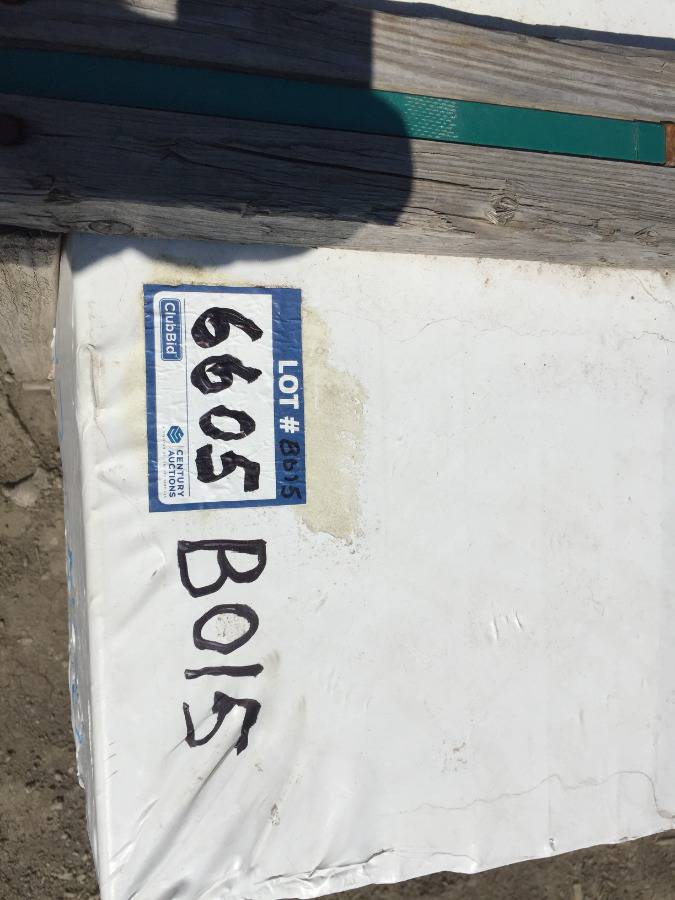 LOT # B015
6605
ClubBid
CENTURY
AUCTIONS
B015